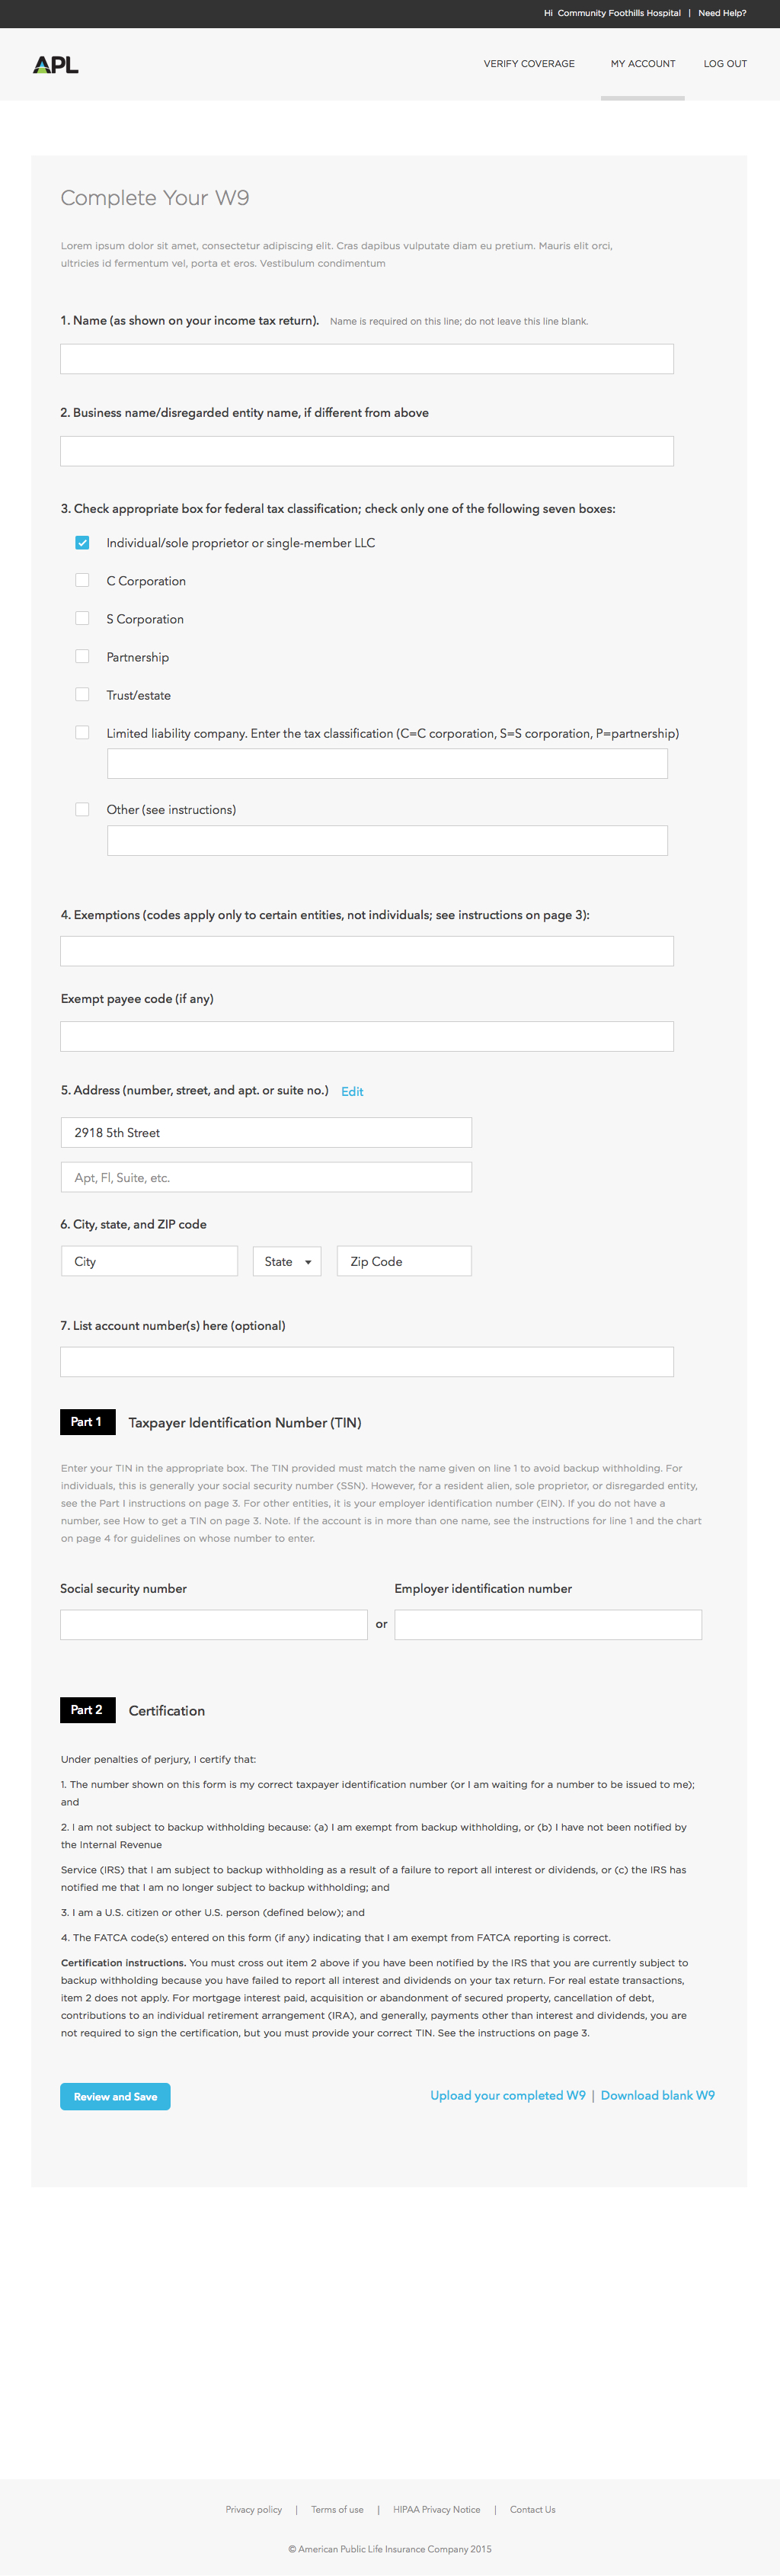 Hi Community Foothills Hospital | Need Help?
APL
VERIFY COVERAGE MY ACCOUNT LOG OUT
Complete Your W9
Lorem ipsum dolor sit amet, consectetur adipiscing elit. Cras dapibus vulputate diam eu pretium. Mauris elit orci,
ultricies id fermentum vel, porta et eros. Vestibulum condimentum
1. Name (as shown on your income tax return). Name is required on this line; do not leave this line blank.
2. Business name/disregarded entity name, if different from above
3. Check appropriate box for federal tax classification; check only one of the following seven boxes:
Individual/sole proprietor or single-member LLC
C Corporation
S Corporation
Partnership
Trust/estate
Limited liability company. Enter the tax classification (C=C corporation, S=S corporation, P=partnership)
Other (see instructions)
4. Exemptions (codes apply only to certain entities, not individuals; see instructions on page 3):
Exempt payee code (if any)
5. Address (number, street, and apt. or suite no.) Edit
2918 5th Street
Apt, Fl, Suite, etc.
6. City, state, and ZIP code
City State Zip Code
7. List account number(s) here (optional)
Part 1 Taxpayer Identification Number (TIN)
Enter your TIN in the appropriate box. The TIN provided must match the name given on line 1 to avoid backup withholding. For
individuals, this is generally your social security number (SSN). However, for a resident alien, sole proprietor, or disregarded entity,
see the Part I instructions on page 3. For other entities, it is your employer identification number (EIN). If you do not have a
number, see How to get a TIN on page 3. Note. If the account is in more than one name, see the instructions for line 1 and the chart
on page 4 for guidelines on whose number to enter.
Social security number Employer identification number
or
Part 2 Certification
Under penalties of perjury, I certify that:
1. The number shown on this form is my correct taxpayer identification number (or I am waiting for a number to be issued to me);
and
2. I am not subject to backup withholding because: (a) I am exempt from backup withholding, or (b) I have not been notified by
the Internal Revenue
Service (IRS) that I am subject to backup withholding as a result of a failure to report all interest or dividends, or (c) the IRS has
notified me that I am no longer subject to backup withholding; and
3. I am a U.S. citizen or other U.S. person (defined below); and
4. The FATCA code(s) entered on this form (if any) indicating that I am exempt from FATCA reporting is correct.
Certification instructions. You must cross out item 2 above if you have been notified by the IRS that you are currently subject to
backup withholding because you have failed to report all interest and dividends on your tax return. For real estate transactions,
item 2 does not apply. For mortgage interest paid, acquisition or abandonment of secured property, cancellation of debt,
contributions to an individual retirement arrangement (IRA), and generally, payments other than interest and dividends, you are
not required to sign the certification, but you must provide your correct TIN. See the instructions on page 3.
Review and Save Upload your completed W9 | Download blank W9
Privacy policy | Terms of use | HIPAA Privacy Notice | Contact Us
© American Public Life Insurance Company 2015